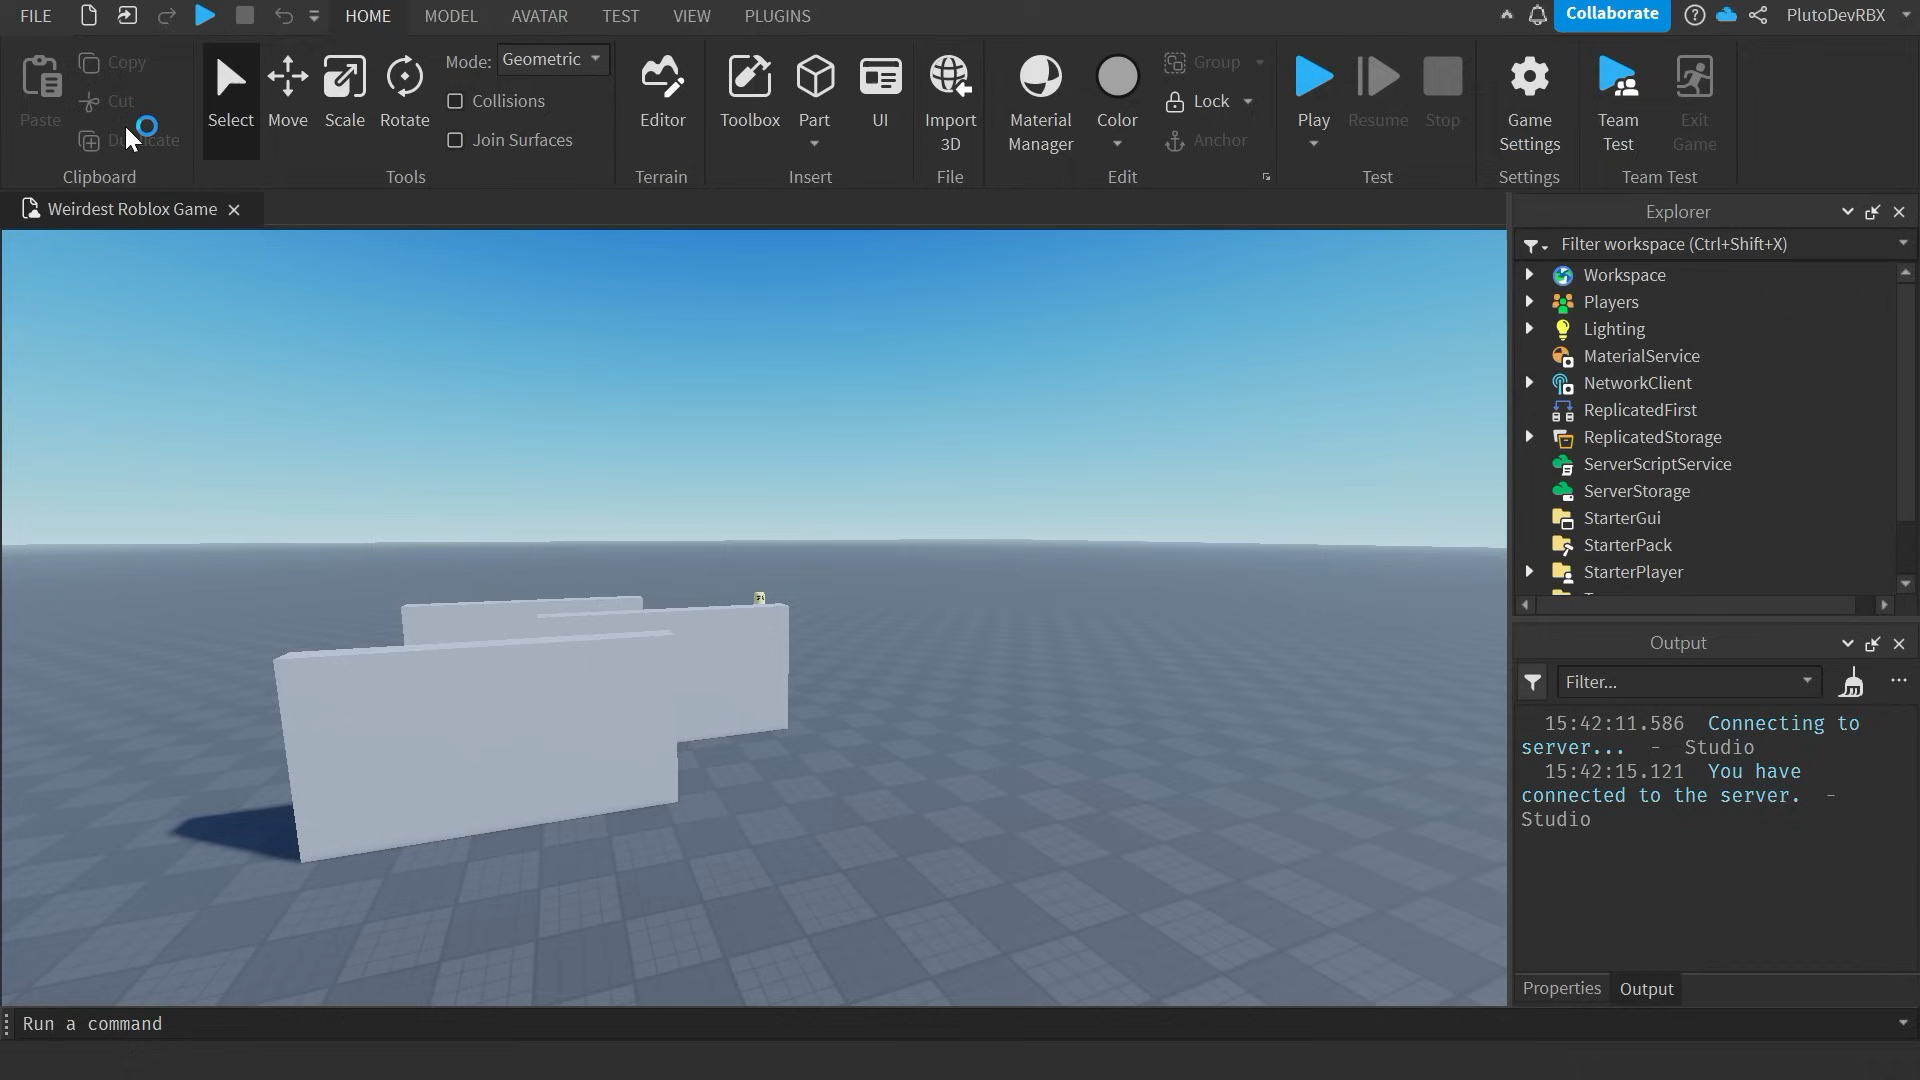 FILE HOME MODEL AVATAR TEST VIEW PLUGINS Collaborate PlutoDevRBX
Paste Copy Cut Duplicate
Clipboard
Select Move Scale Rotate
Mode: Geometric
Collisions
Join Surfaces
Tools
Editor
Terrain
Toolbox Part UI
Insert
Import
3D
File
Material
Manager
Color
Group
Lock
Anchor
Edit
Play Resume Stop
Test
Game
Settings
Settings
Team
Test
Exit
Game
Team Test
Weirdest Roblox Game
Explorer
Filter workspace (Ctrl+Shift+X)
Workspace
Players
Lighting
MaterialService
NetworkClient
ReplicatedFirst
ReplicatedStorage
ServerScriptService
ServerStorage
StarterGui
StarterPack
StarterPlayer
Output
Filter...
15:42:11.586 Connecting to
server... - Studio
15:42:15.121 You have
connected to the server. -
Studio
Properties Output
Run a command